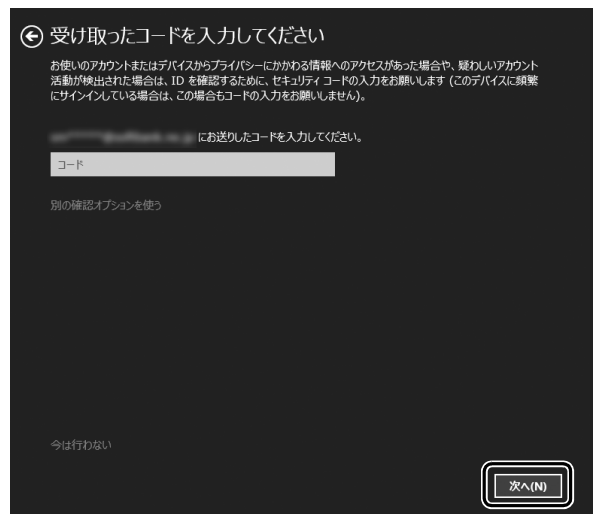 受け取ったコードを入力してください
お使いのアカウントまたはデバイスからプライバシーにかかわる情報へのアクセスがあった場合や、疑わしいアカウント
活動が検出された場合は、ID を確認するために、セキュリティ コードの入力をお願いします (このデバイスに頻繁
にサインインしている場合は、この場合もコードの入力をお願いしません)。
にお送りしたコードを入力してください。
コード
別の確認オプションを使う
今は行わない
次へ(N)